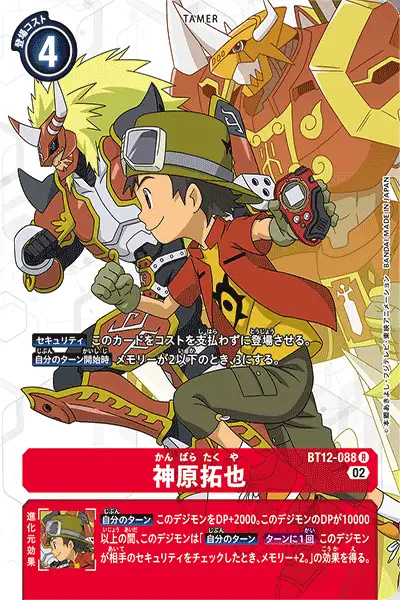 TAMER
登場コスト
4
セキュリティ このカードをコストを支払わずに登場させる。
自分のターン開始時 メモリーが2以下のとき、3にする。
BT12-088 R
かんばらたくや
神原拓也
02
進化元効果
自分のターン このデジモンをDP+2000。このデジモンのDPが10000
以上の間、このデジモンは「自分のターン ターンに1回 このデジモン
が相手のセキュリティをチェックしたとき、メモリー+2。」の効果を得る。
©本郷あきよし・フジテレビ・東映アニメーション BANDAI MADE IN JAPAN